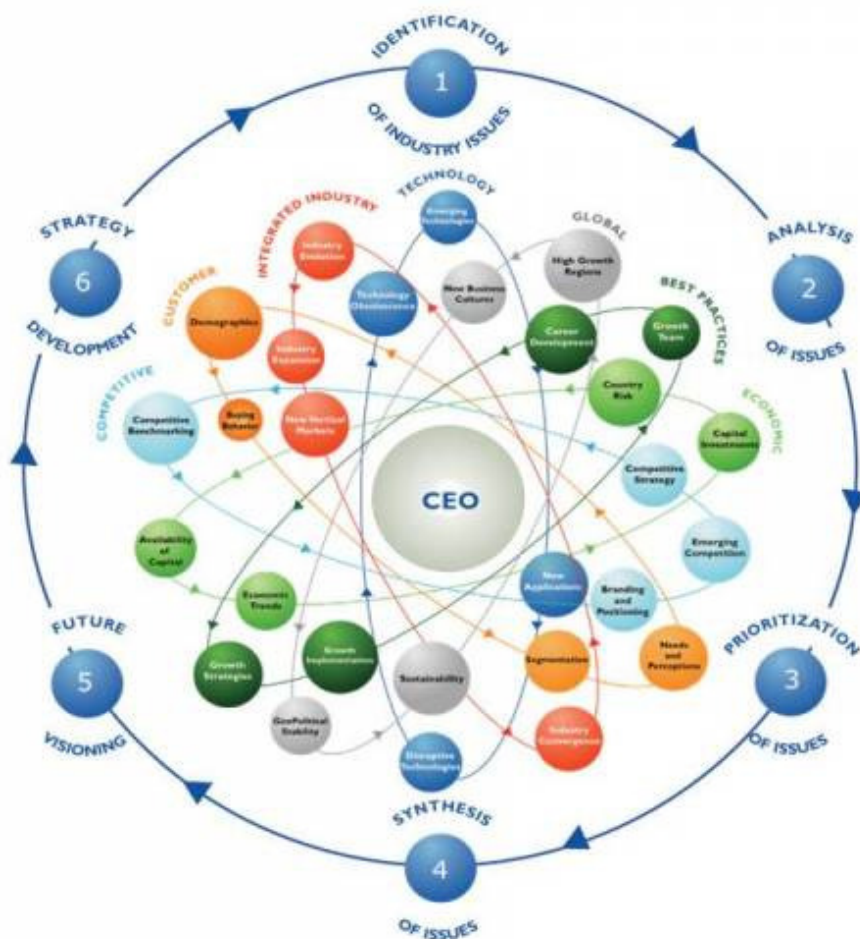 IDENTIFICATION
1
OF INDUSTRY ISSUES
ANALYSIS
2
OF ISSUES
PRIORITIZATION
3
OF ISSUES
SYNTHESIS
4
OF ISSUES
FUTURE
5
VISIONING
STRATEGY
6
DEVELOPMENT
TECHNOLOGY
Emerging
Technologies
Technology
Obsolescence
New
Applications
Disruptive
Technologies
INTEGRATED INDUSTRY
Industry
Evolution
Industry
Expansion
New Vertical
Markets
Industry
Convergence
GLOBAL
High Growth
Regions
New Business
Cultures
Sustainability
GeoPolitical
Stability
BEST PRACTICES
Career
Development
Growth
Team
Growth
Strategies
Growth
Implementation
CUSTOMER
Demographics
Buying
Behavior
Segmentation
Needs
and
Perceptions
COMPETITIVE
Competitive
Benchmarking
Competitive
Strategy
Emerging
Competition
Branding
and
Positioning
ECONOMIC
Country
Risk
Capital
Investments
Availability
of
Capital
Economic
Trends
CEO